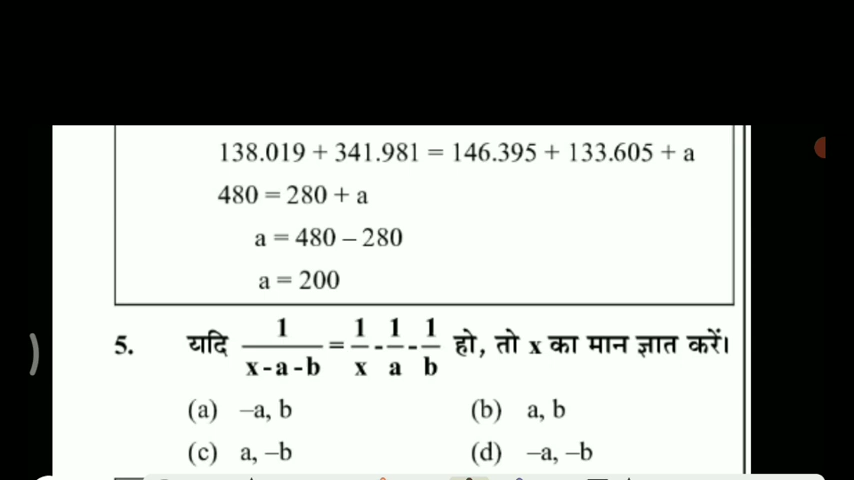 138.019 + 341.981 = 146.395 + 133.605 + a
480 = 280 + a
a = 480 – 280
a = 200
5. यदि 1/(x-a-b) = 1/x - 1/a - 1/b हो, तो x का मान ज्ञात करें।
(a) –a, b (b) a, b
(c) a, –b (d) –a, –b